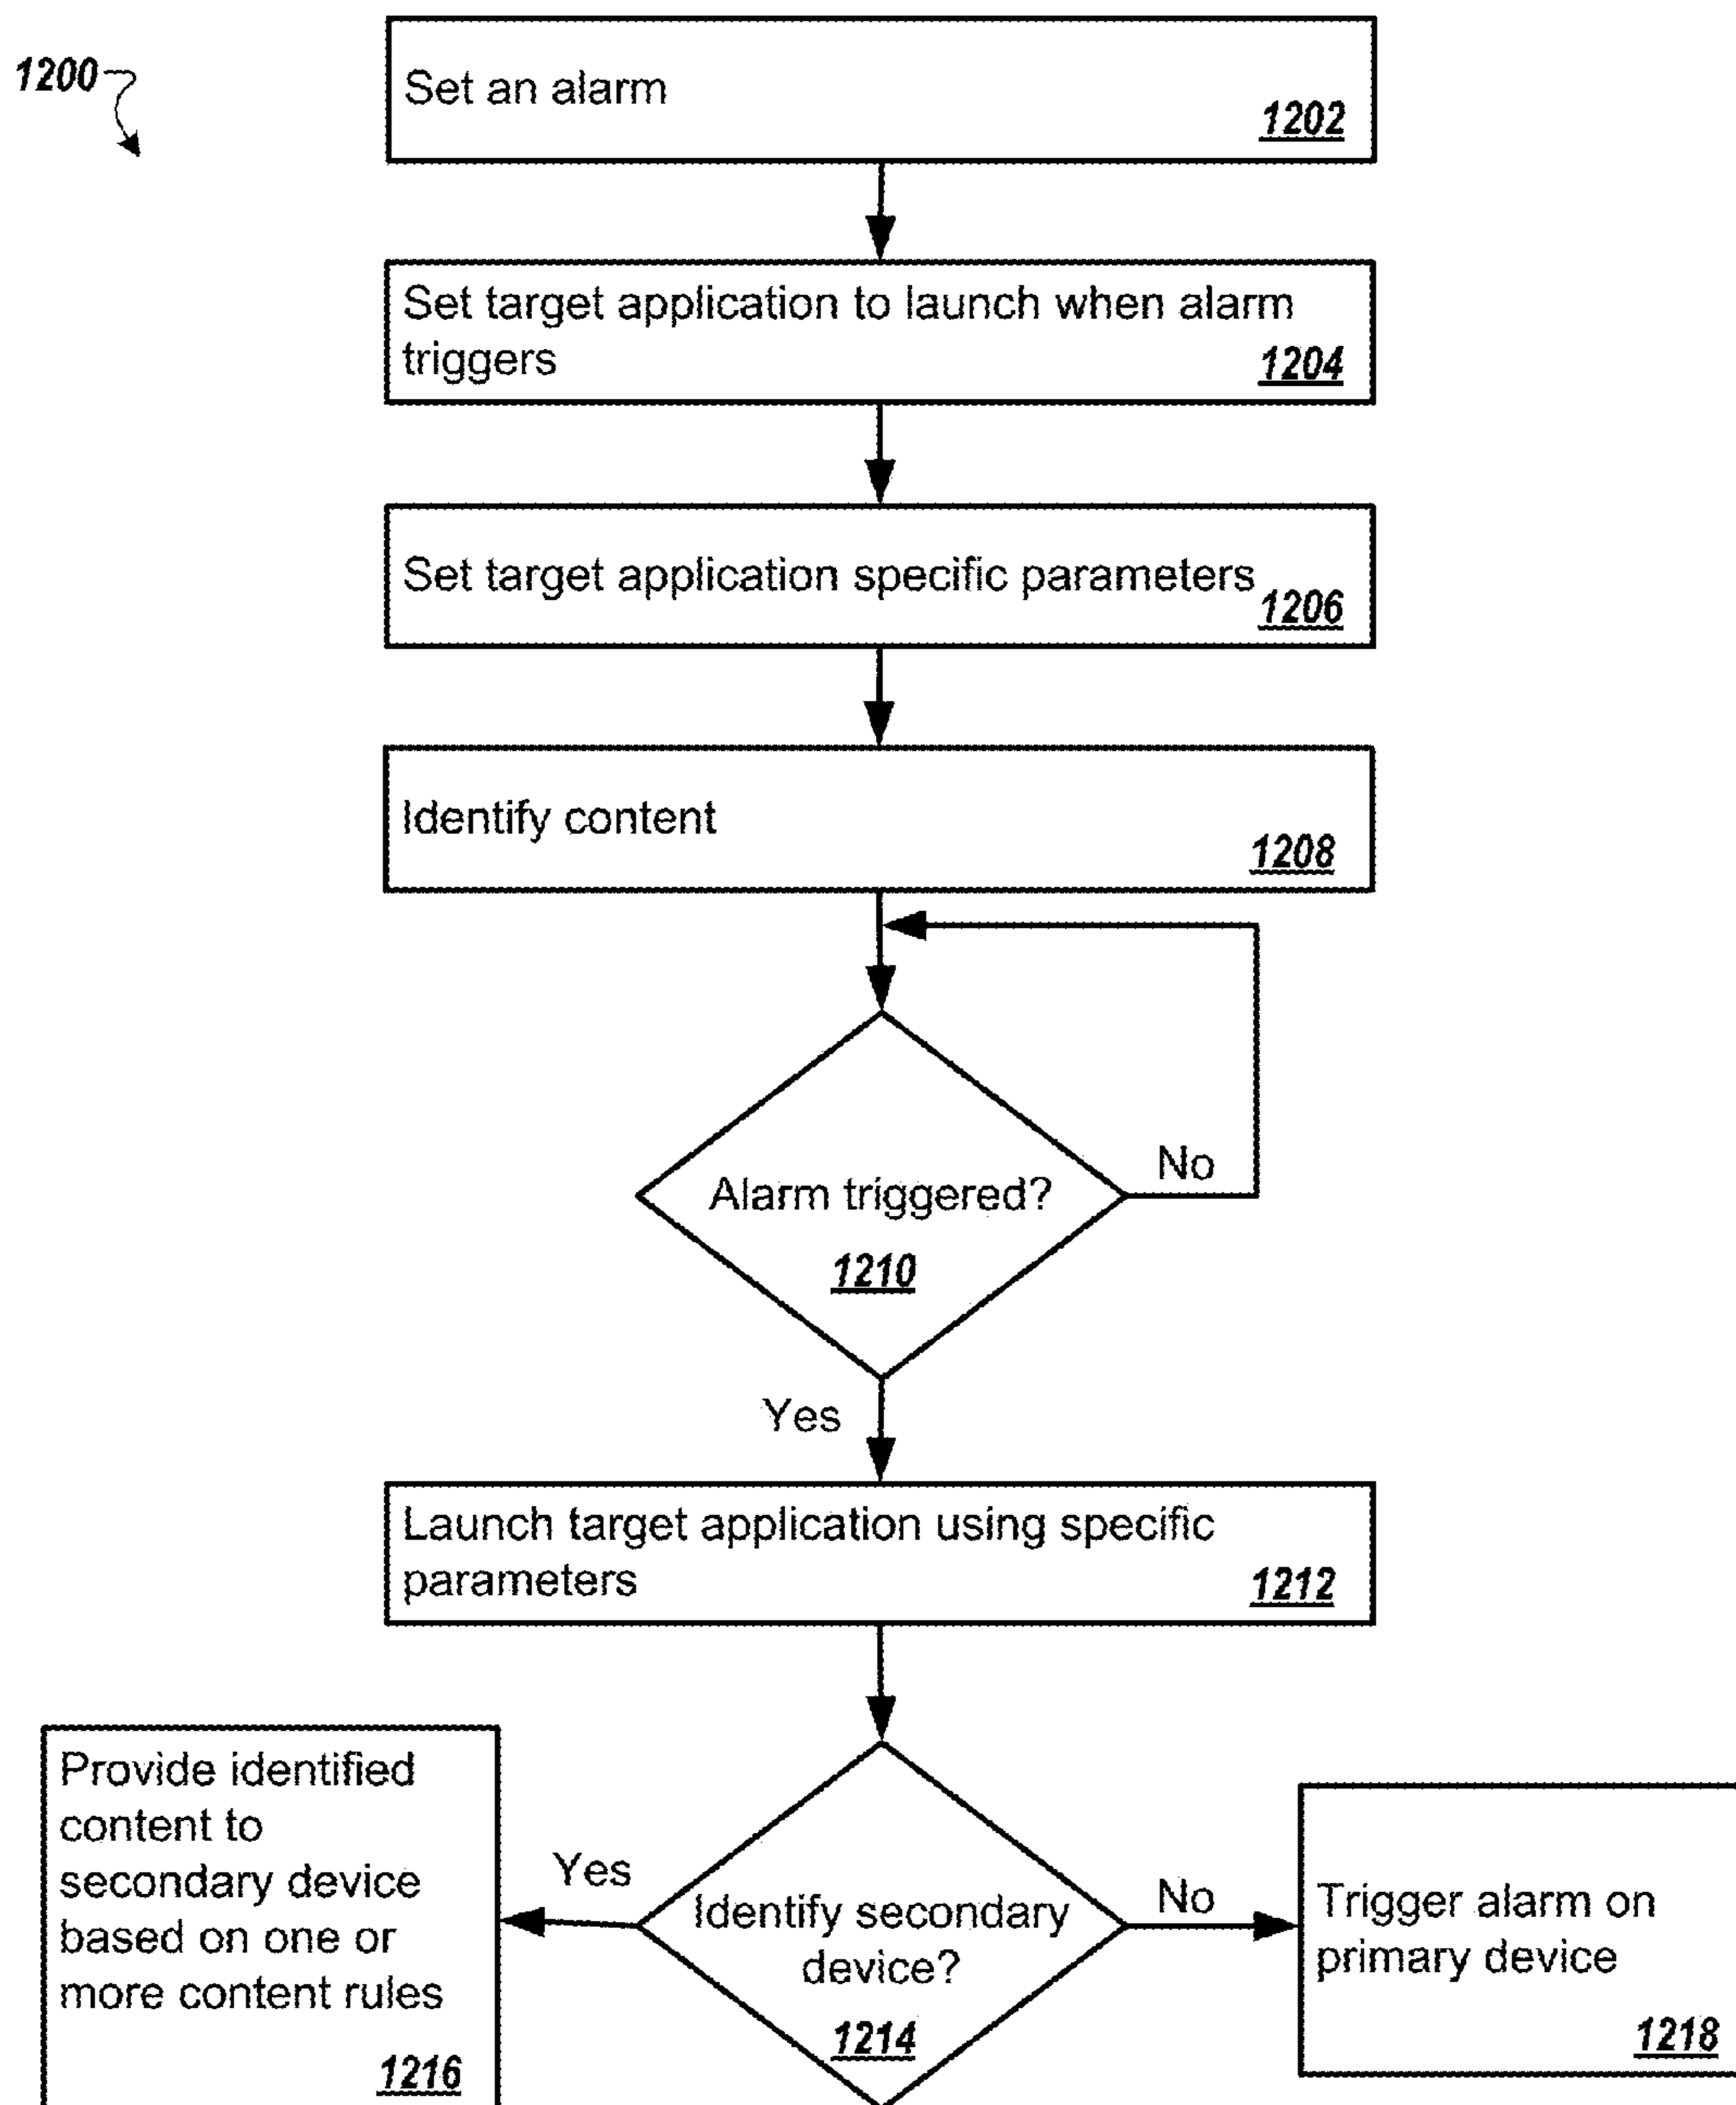 1200
Set an alarm
1202
Set target application to launch when alarm
triggers
1204
Set target application specific parameters
1206
Identify content
1208
No
Alarm triggered?
1210
Yes
Launch target application using specific
parameters
1212
Provide identified
content to
secondary device
based on one or
more content rules
1216
Yes
Identify secondary
device?
1214
No
Trigger alarm on
primary device
1218